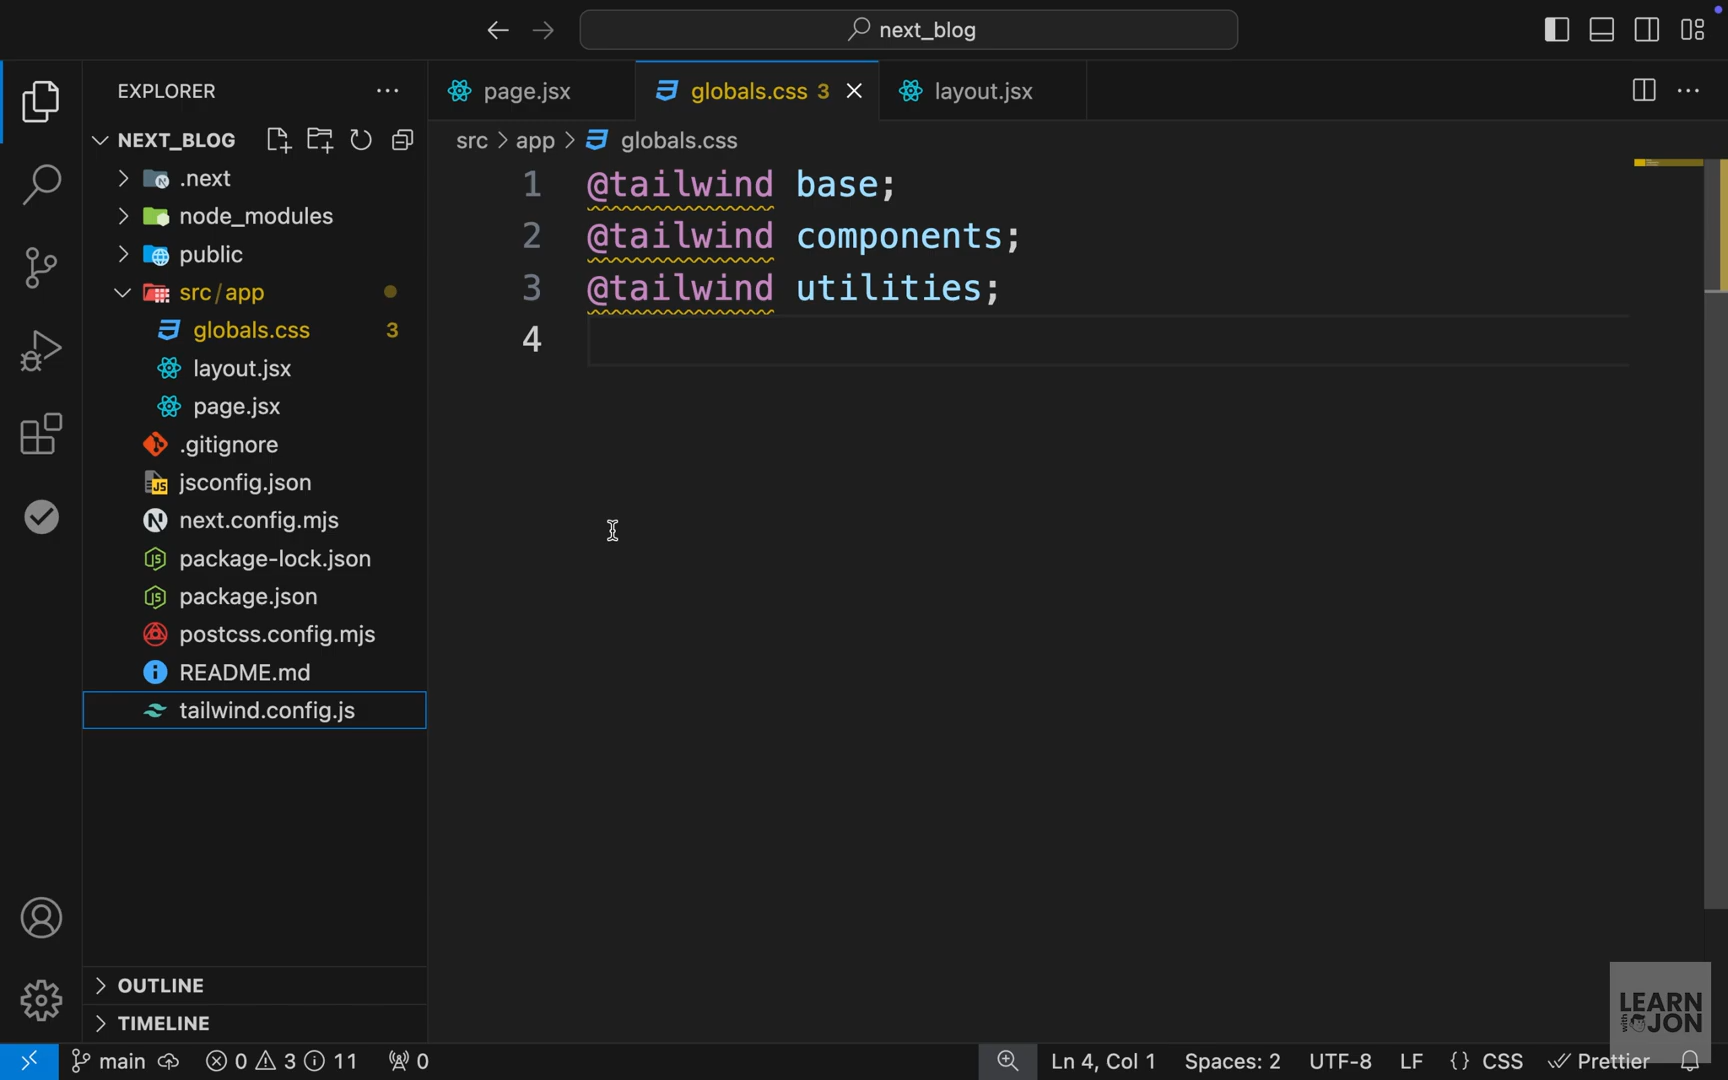 next_blog
EXPLORER
NEXT_BLOG
.next
node_modules
public
src/app
globals.css 3
layout.jsx
page.jsx
.gitignore
jsconfig.json
next.config.mjs
package-lock.json
package.json
postcss.config.mjs
README.md
tailwind.config.js
OUTLINE
TIMELINE
page.jsx
globals.css 3
layout.jsx
src > app > globals.css
1 @tailwind base;
2 @tailwind components;
3 @tailwind utilities;
4
LEARN
with JON
main 0 3 11 0
Ln 4, Col 1 Spaces: 2 UTF-8 LF {} CSS Prettier